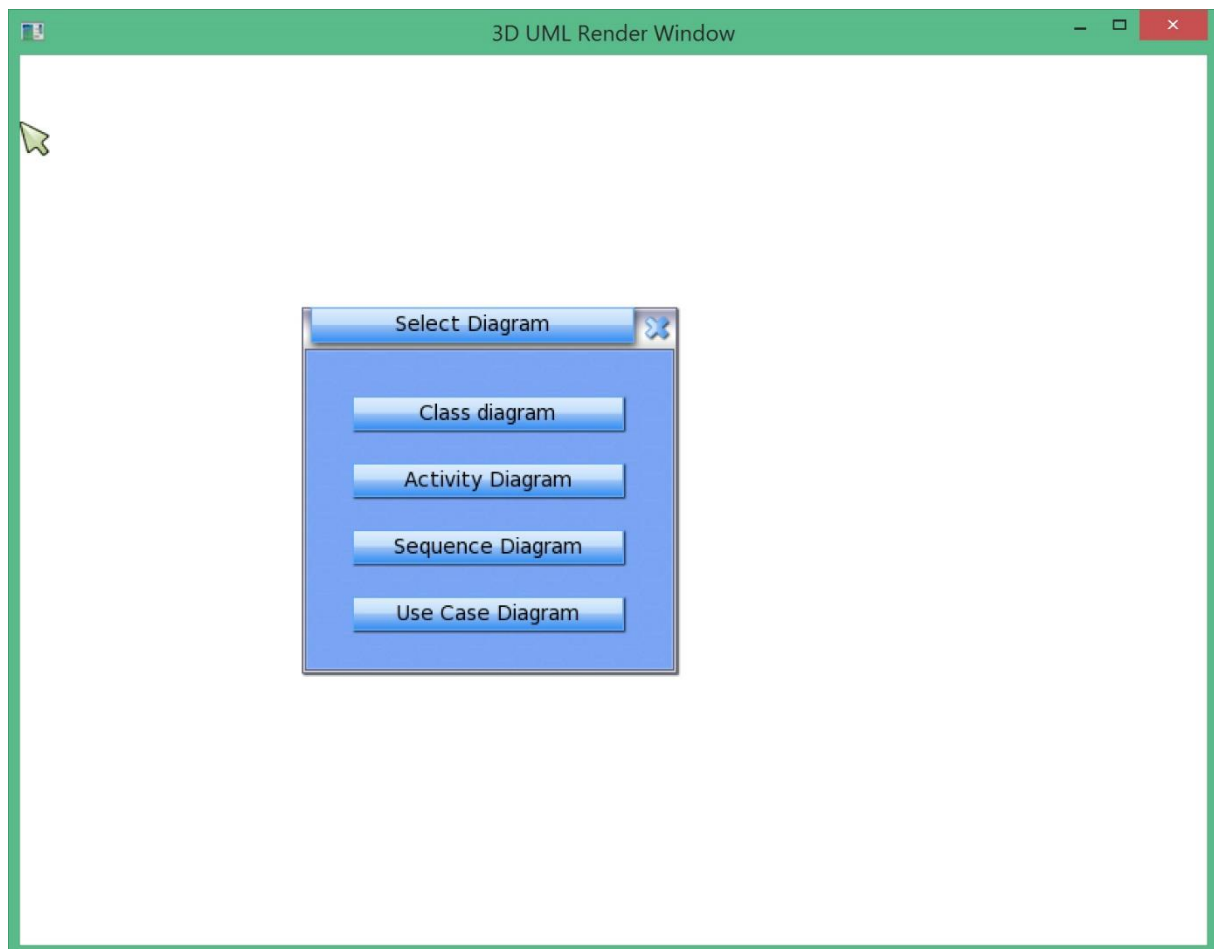 3D UML Render Window
Select Diagram
Class diagram
Activity Diagram
Sequence Diagram
Use Case Diagram